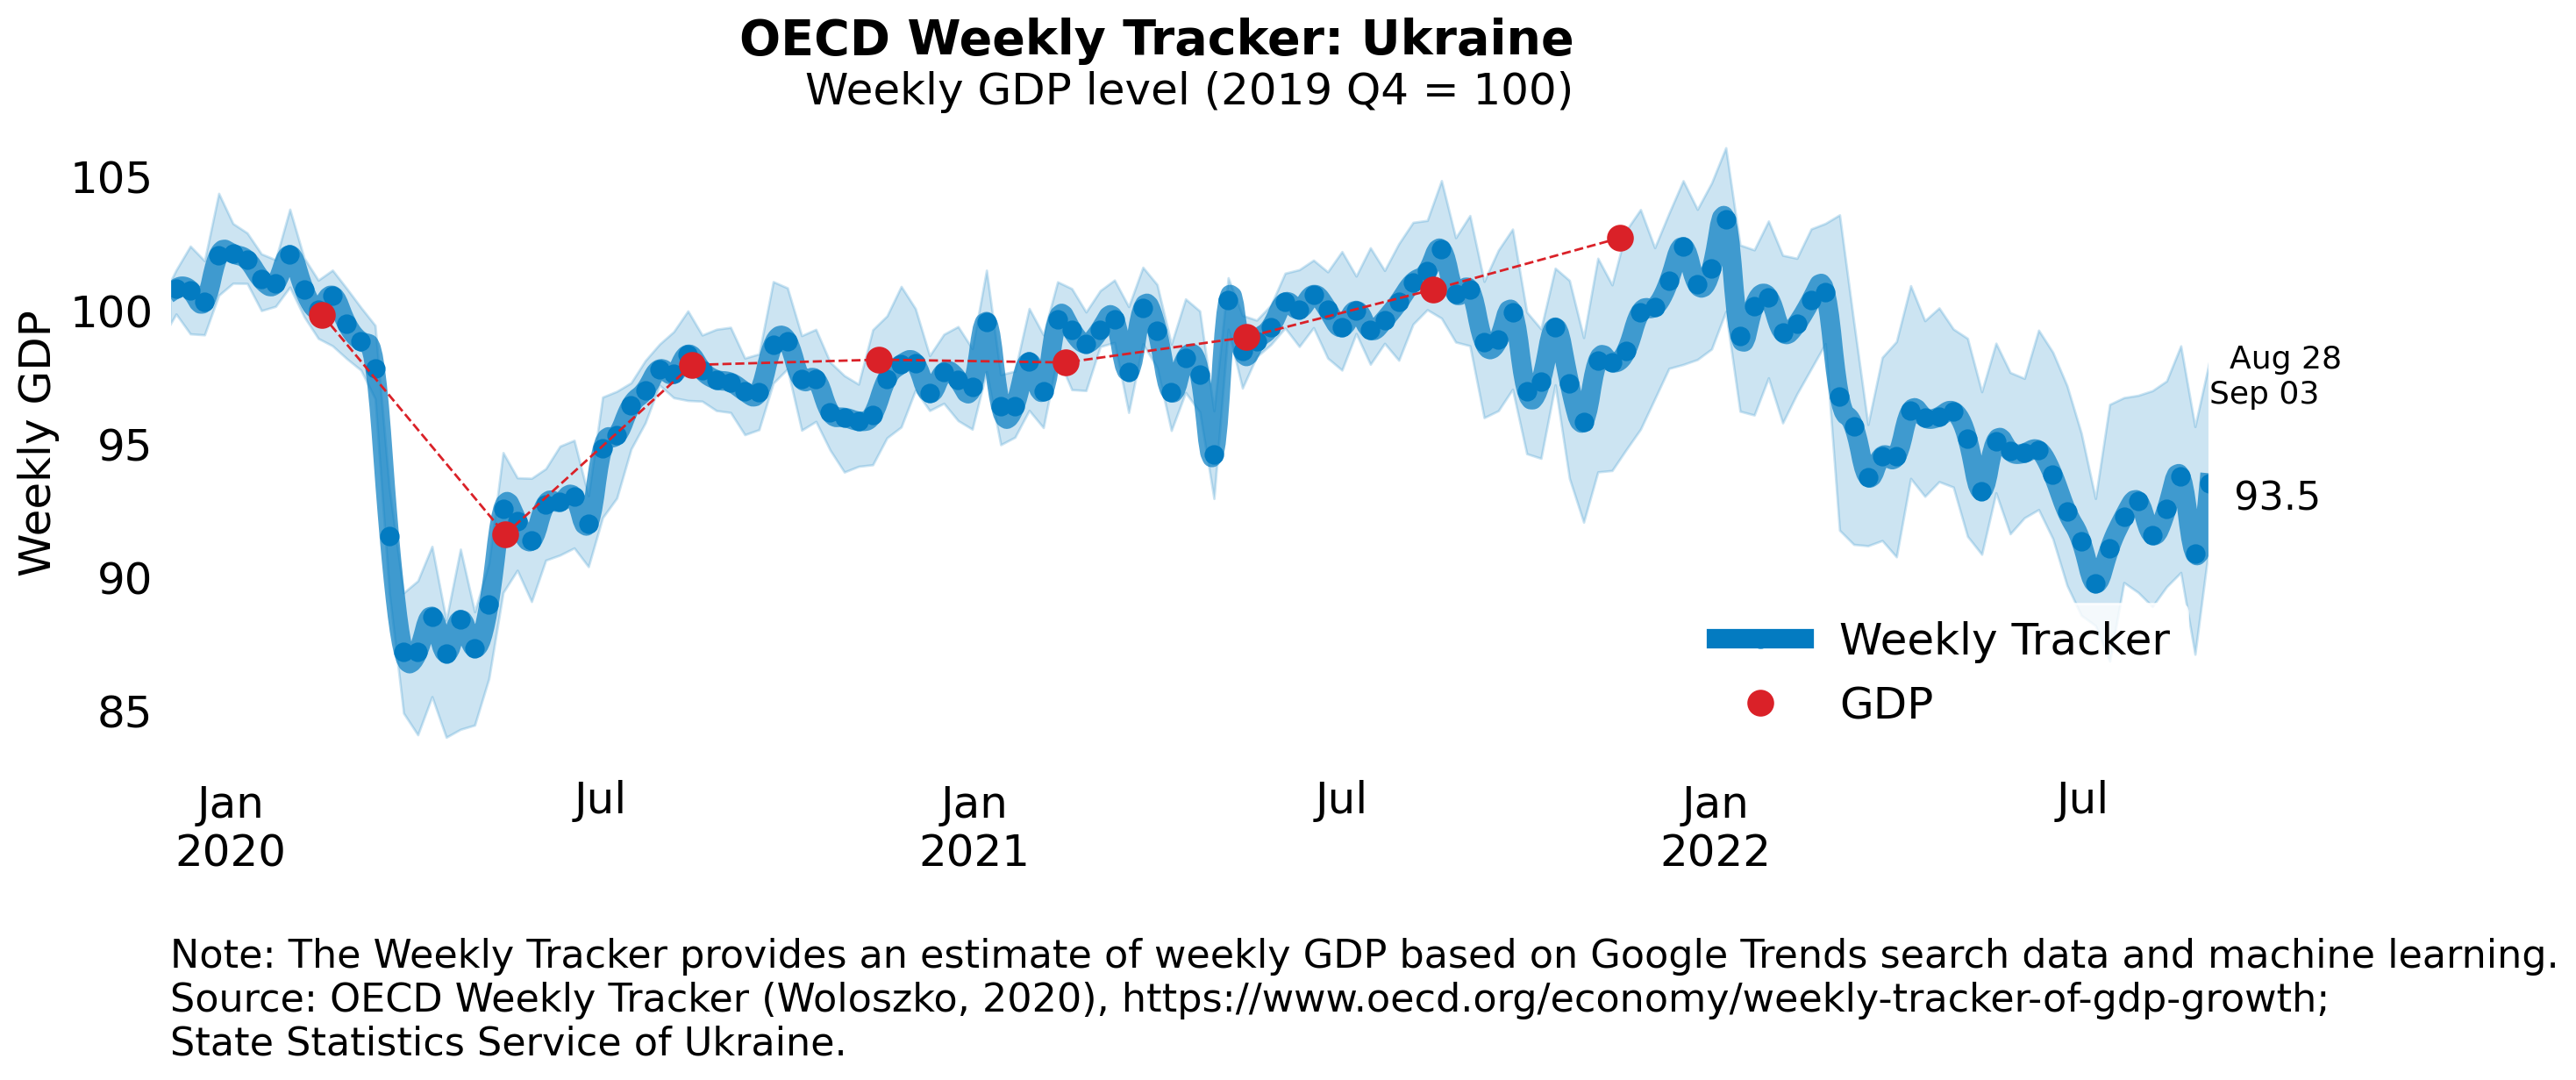 OECD Weekly Tracker: Ukraine
Weekly GDP level (2019 Q4 = 100)
Weekly GDP
105
100
95
90
85
Aug 28
Sep 03
93.5
Weekly Tracker
GDP
Jan
2020
Jul
Jan
2021
Jul
Jan
2022
Jul
Note: The Weekly Tracker provides an estimate of weekly GDP based on Google Trends search data and machine learning.
Source: OECD Weekly Tracker (Woloszko, 2020), https://www.oecd.org/economy/weekly-tracker-of-gdp-growth;
State Statistics Service of Ukraine.